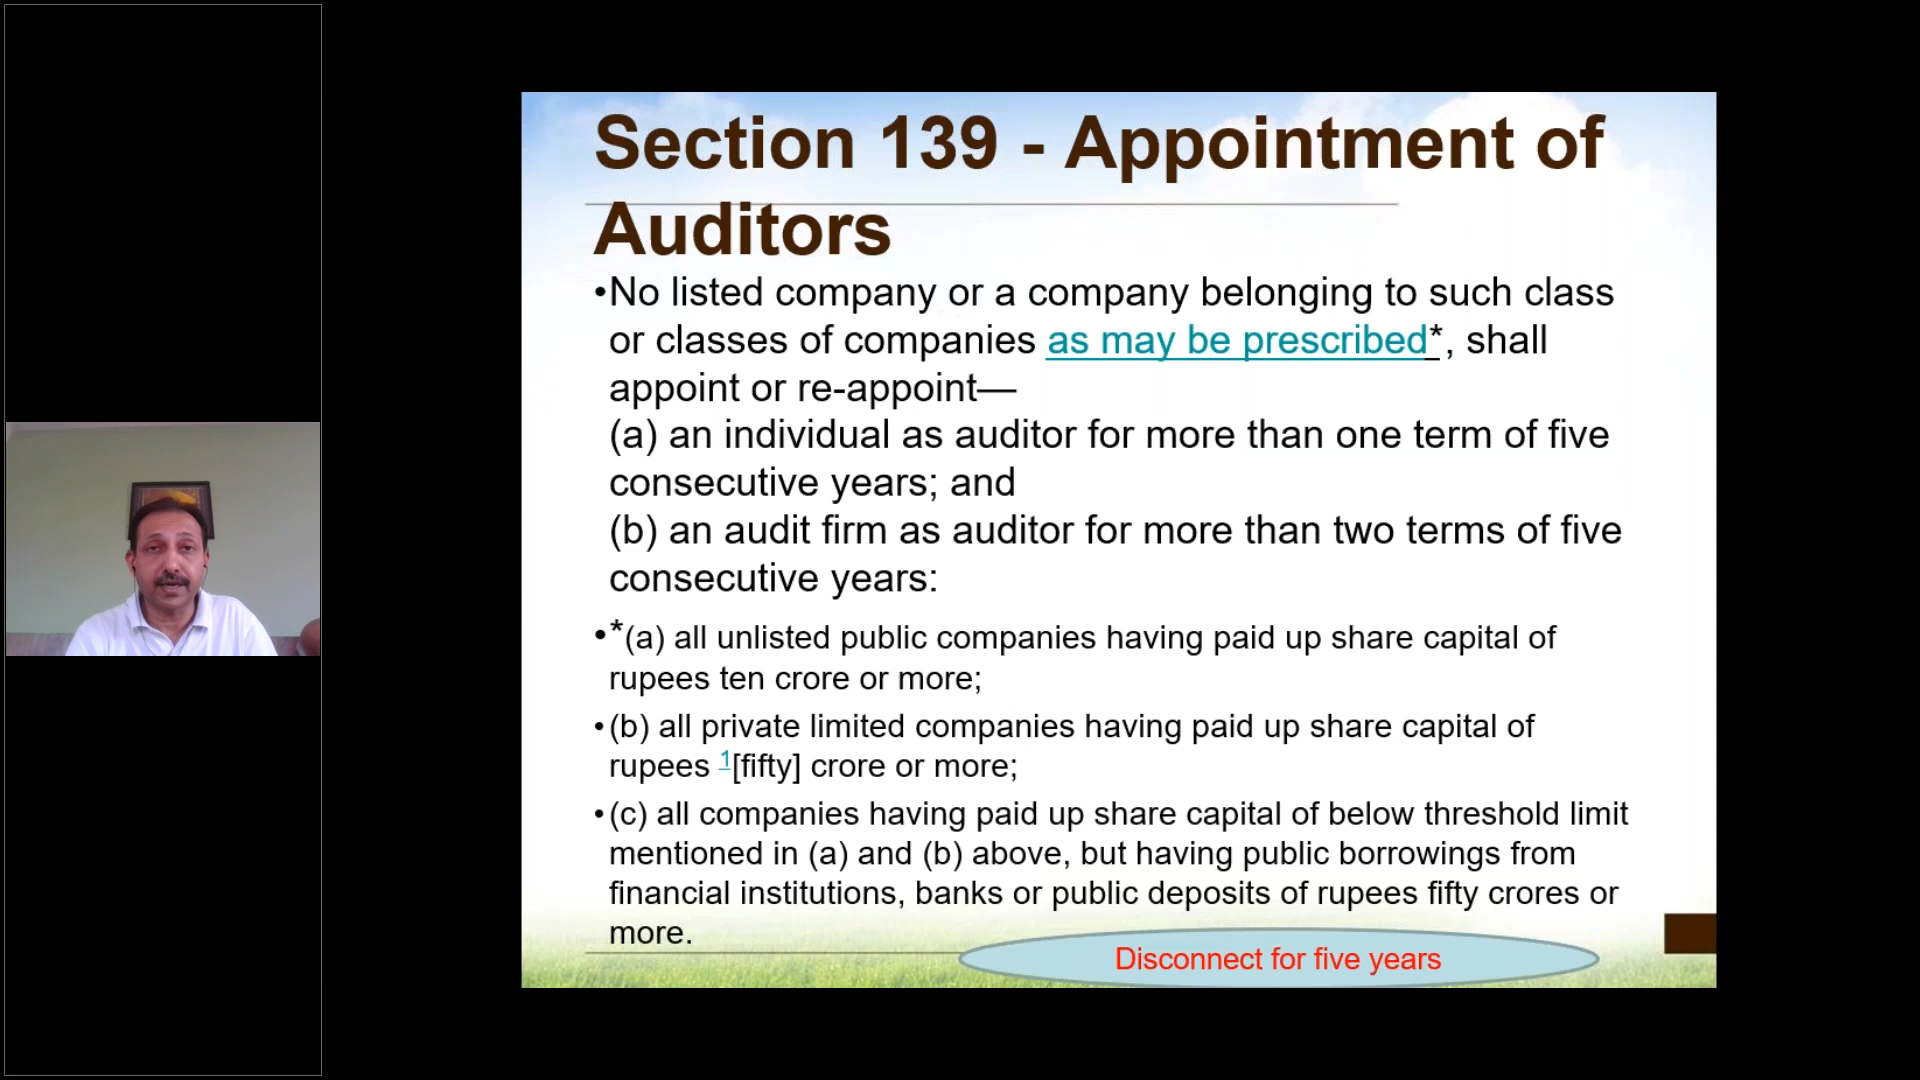 Section 139 - Appointment of
Auditors
•No listed company or a company belonging to such class
or classes of companies as may be prescribed*, shall
appoint or re-appoint—
(a) an individual as auditor for more than one term of five
consecutive years; and
(b) an audit firm as auditor for more than two terms of five
consecutive years:
•*(a) all unlisted public companies having paid up share capital of
rupees ten crore or more;
•(b) all private limited companies having paid up share capital of
rupees 1[fifty] crore or more;
•(c) all companies having paid up share capital of below threshold limit
mentioned in (a) and (b) above, but having public borrowings from
financial institutions, banks or public deposits of rupees fifty crores or
more.
Disconnect for five years